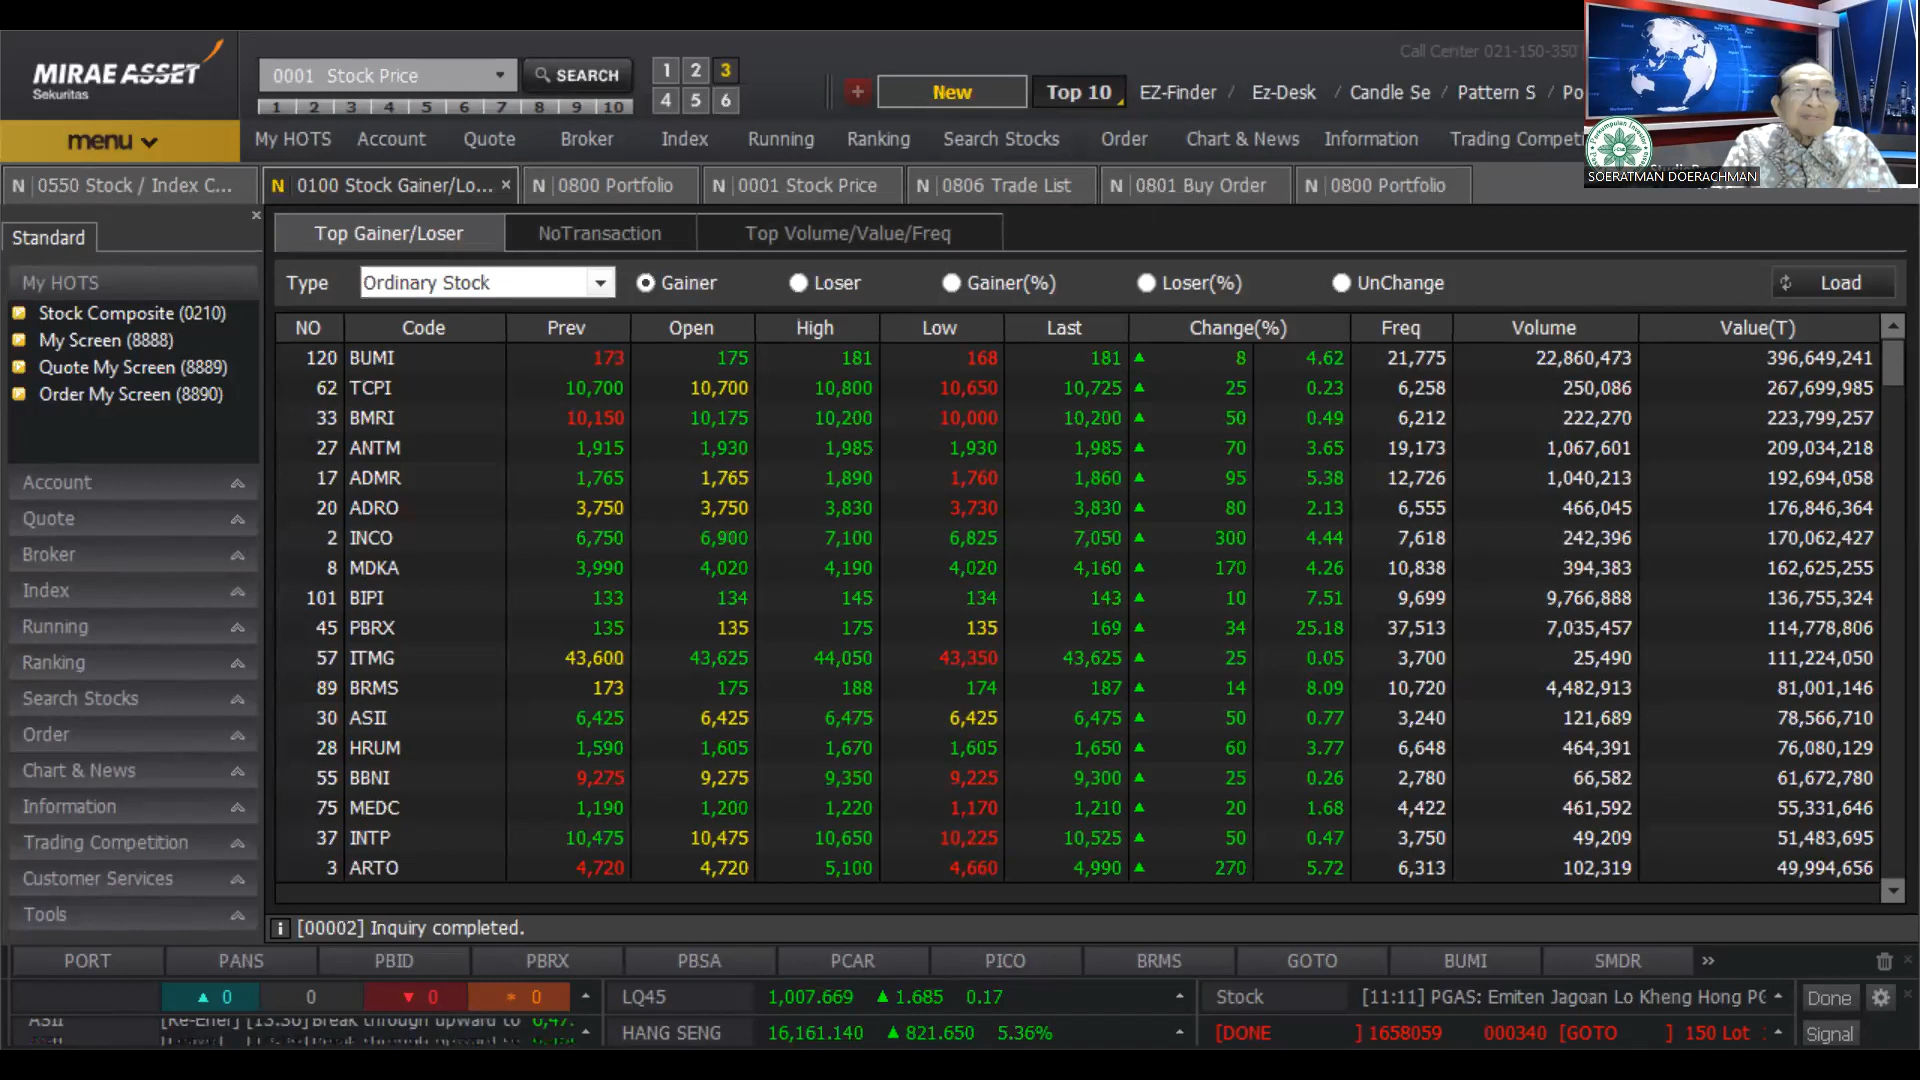 MIRAE ASSET
Sekuritas
0001 Stock Price
SEARCH
1 2 3 4 5 6 7 8 9 10
1 2 3
4 5 6
Call Center 021-150-350
+ New Top 10 EZ-Finder / Ez-Desk / Candle Se / Pattern S / Po
menu
My HOTS Account Quote Broker Index Running Ranking Search Stocks Order Chart & News Information Trading Competi
SOERATMAN DOERACHMAN
N 0550 Stock / Index C... N 0100 Stock Gainer/Lo... × N 0800 Portfolio N 0001 Stock Price N 0806 Trade List N 0801 Buy Order N 0800 Portfolio
Standard
My HOTS
Stock Composite (0210)
My Screen (8888)
Quote My Screen (8889)
Order My Screen (8890)
Account
Quote
Broker
Index
Running
Ranking
Search Stocks
Order
Chart & News
Information
Trading Competition
Customer Services
Tools
Top Gainer/Loser NoTransaction Top Volume/Value/Freq
Type Ordinary Stock Gainer Loser Gainer(%) Loser(%) UnChange Load
NO Code Prev Open High Low Last Change(%) Freq Volume Value(T)
120 BUMI 173 175 181 168 181 ▲ 8 4.62 21,775 22,860,473 396,649,241
62 TCPI 10,700 10,700 10,800 10,650 10,725 ▲ 25 0.23 6,258 250,086 267,699,985
33 BMRI 10,150 10,175 10,200 10,000 10,200 ▲ 50 0.49 6,212 222,270 223,799,257
27 ANTM 1,915 1,930 1,985 1,930 1,985 ▲ 70 3.65 19,173 1,067,601 209,034,218
17 ADMR 1,765 1,765 1,890 1,760 1,860 ▲ 95 5.38 12,726 1,040,213 192,694,058
20 ADRO 3,750 3,750 3,830 3,730 3,830 ▲ 80 2.13 6,555 466,045 176,846,364
2 INCO 6,750 6,900 7,100 6,825 7,050 ▲ 300 4.44 7,618 242,396 170,062,427
8 MDKA 3,990 4,020 4,190 4,020 4,160 ▲ 170 4.26 10,838 394,383 162,625,255
101 BIPI 133 134 145 134 143 ▲ 10 7.51 9,699 9,766,888 136,755,324
45 PBRX 135 135 175 135 169 ▲ 34 25.18 37,513 7,035,457 114,778,806
57 ITMG 43,600 43,625 44,050 43,350 43,625 ▲ 25 0.05 3,700 25,490 111,224,050
89 BRMS 173 175 188 174 187 ▲ 14 8.09 10,720 4,482,913 81,001,146
30 ASII 6,425 6,425 6,475 6,425 6,475 ▲ 50 0.77 3,240 121,689 78,566,710
28 HRUM 1,590 1,605 1,670 1,605 1,650 ▲ 60 3.77 6,648 464,391 76,080,129
55 BBNI 9,275 9,275 9,350 9,225 9,300 ▲ 25 0.26 2,780 66,582 61,672,780
75 MEDC 1,190 1,200 1,220 1,170 1,210 ▲ 20 1.68 4,422 461,592 55,331,646
37 INTP 10,475 10,475 10,650 10,225 10,525 ▲ 50 0.47 3,750 49,209 51,483,695
3 ARTO 4,720 4,720 5,100 4,660 4,990 ▲ 270 5.72 6,313 102,319 49,994,656
[00002] Inquiry completed.
PORT PANS PBID PBRX PBSA PCAR PICO BRMS GOTO BUMI SMDR »
▲ 0 0 ▼ 0 * 0 LQ45 1,007.669 ▲ 1.685 0.17 Stock [11:11] PGAS: Emiten Jagoan Lo Kheng Hong PG Done
ASII [Re-Ener] [13:30]Break through upward to HANG SENG 16,161.140 ▲ 821.650 5.36% [DONE ] 1658059 000340 [GOTO ] 150 Lot Signal